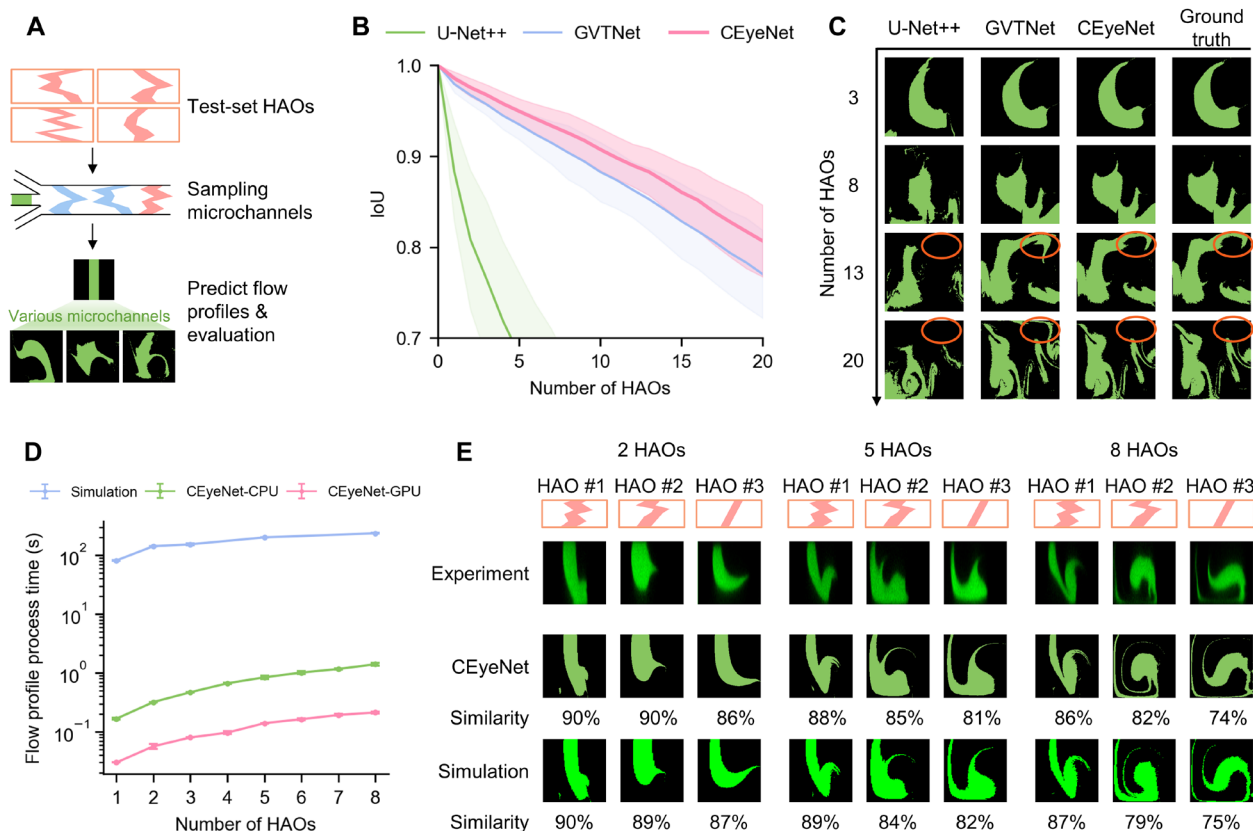 A
Test-set HAOs
Sampling
microchannels
Predict flow
profiles &
evaluation
Various microchannels
B
U-Net++ GVTNet CEyeNet
1.0
0.9
0.8
0.7
IoU
0 5 10 15 20
Number of HAOs
C
U-Net++ GVTNet CEyeNet Ground
truth
Number of HAOs
3
8
13
20
D
Simulation CEyeNet-CPU CEyeNet-GPU
Flow profile process time (s)
10²
10¹
10⁰
10⁻¹
1 2 3 4 5 6 7 8
Number of HAOs
E
2 HAOs 5 HAOs 8 HAOs
HAO #1 HAO #2 HAO #3 HAO #1 HAO #2 HAO #3 HAO #1 HAO #2 HAO #3
Experiment
CEyeNet
Similarity 90% 90% 86% 88% 85% 81% 86% 82% 74%
Simulation
Similarity 90% 89% 87% 89% 84% 82% 87% 79% 75%